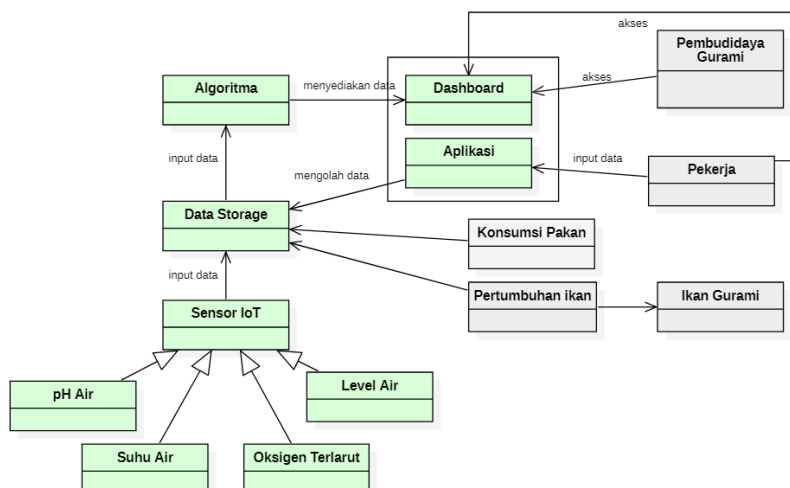 akses
Pembudidaya
Gurami
Algoritma
menyediakan data
Dashboard
akses
Aplikasi
input data
input data
Pekerja
mengolah data
Data Storage
Konsumsi Pakan
input data
Pertumbuhan ikan
Ikan Gurami
Sensor IoT
pH Air
Level Air
Suhu Air
Oksigen Terlarut